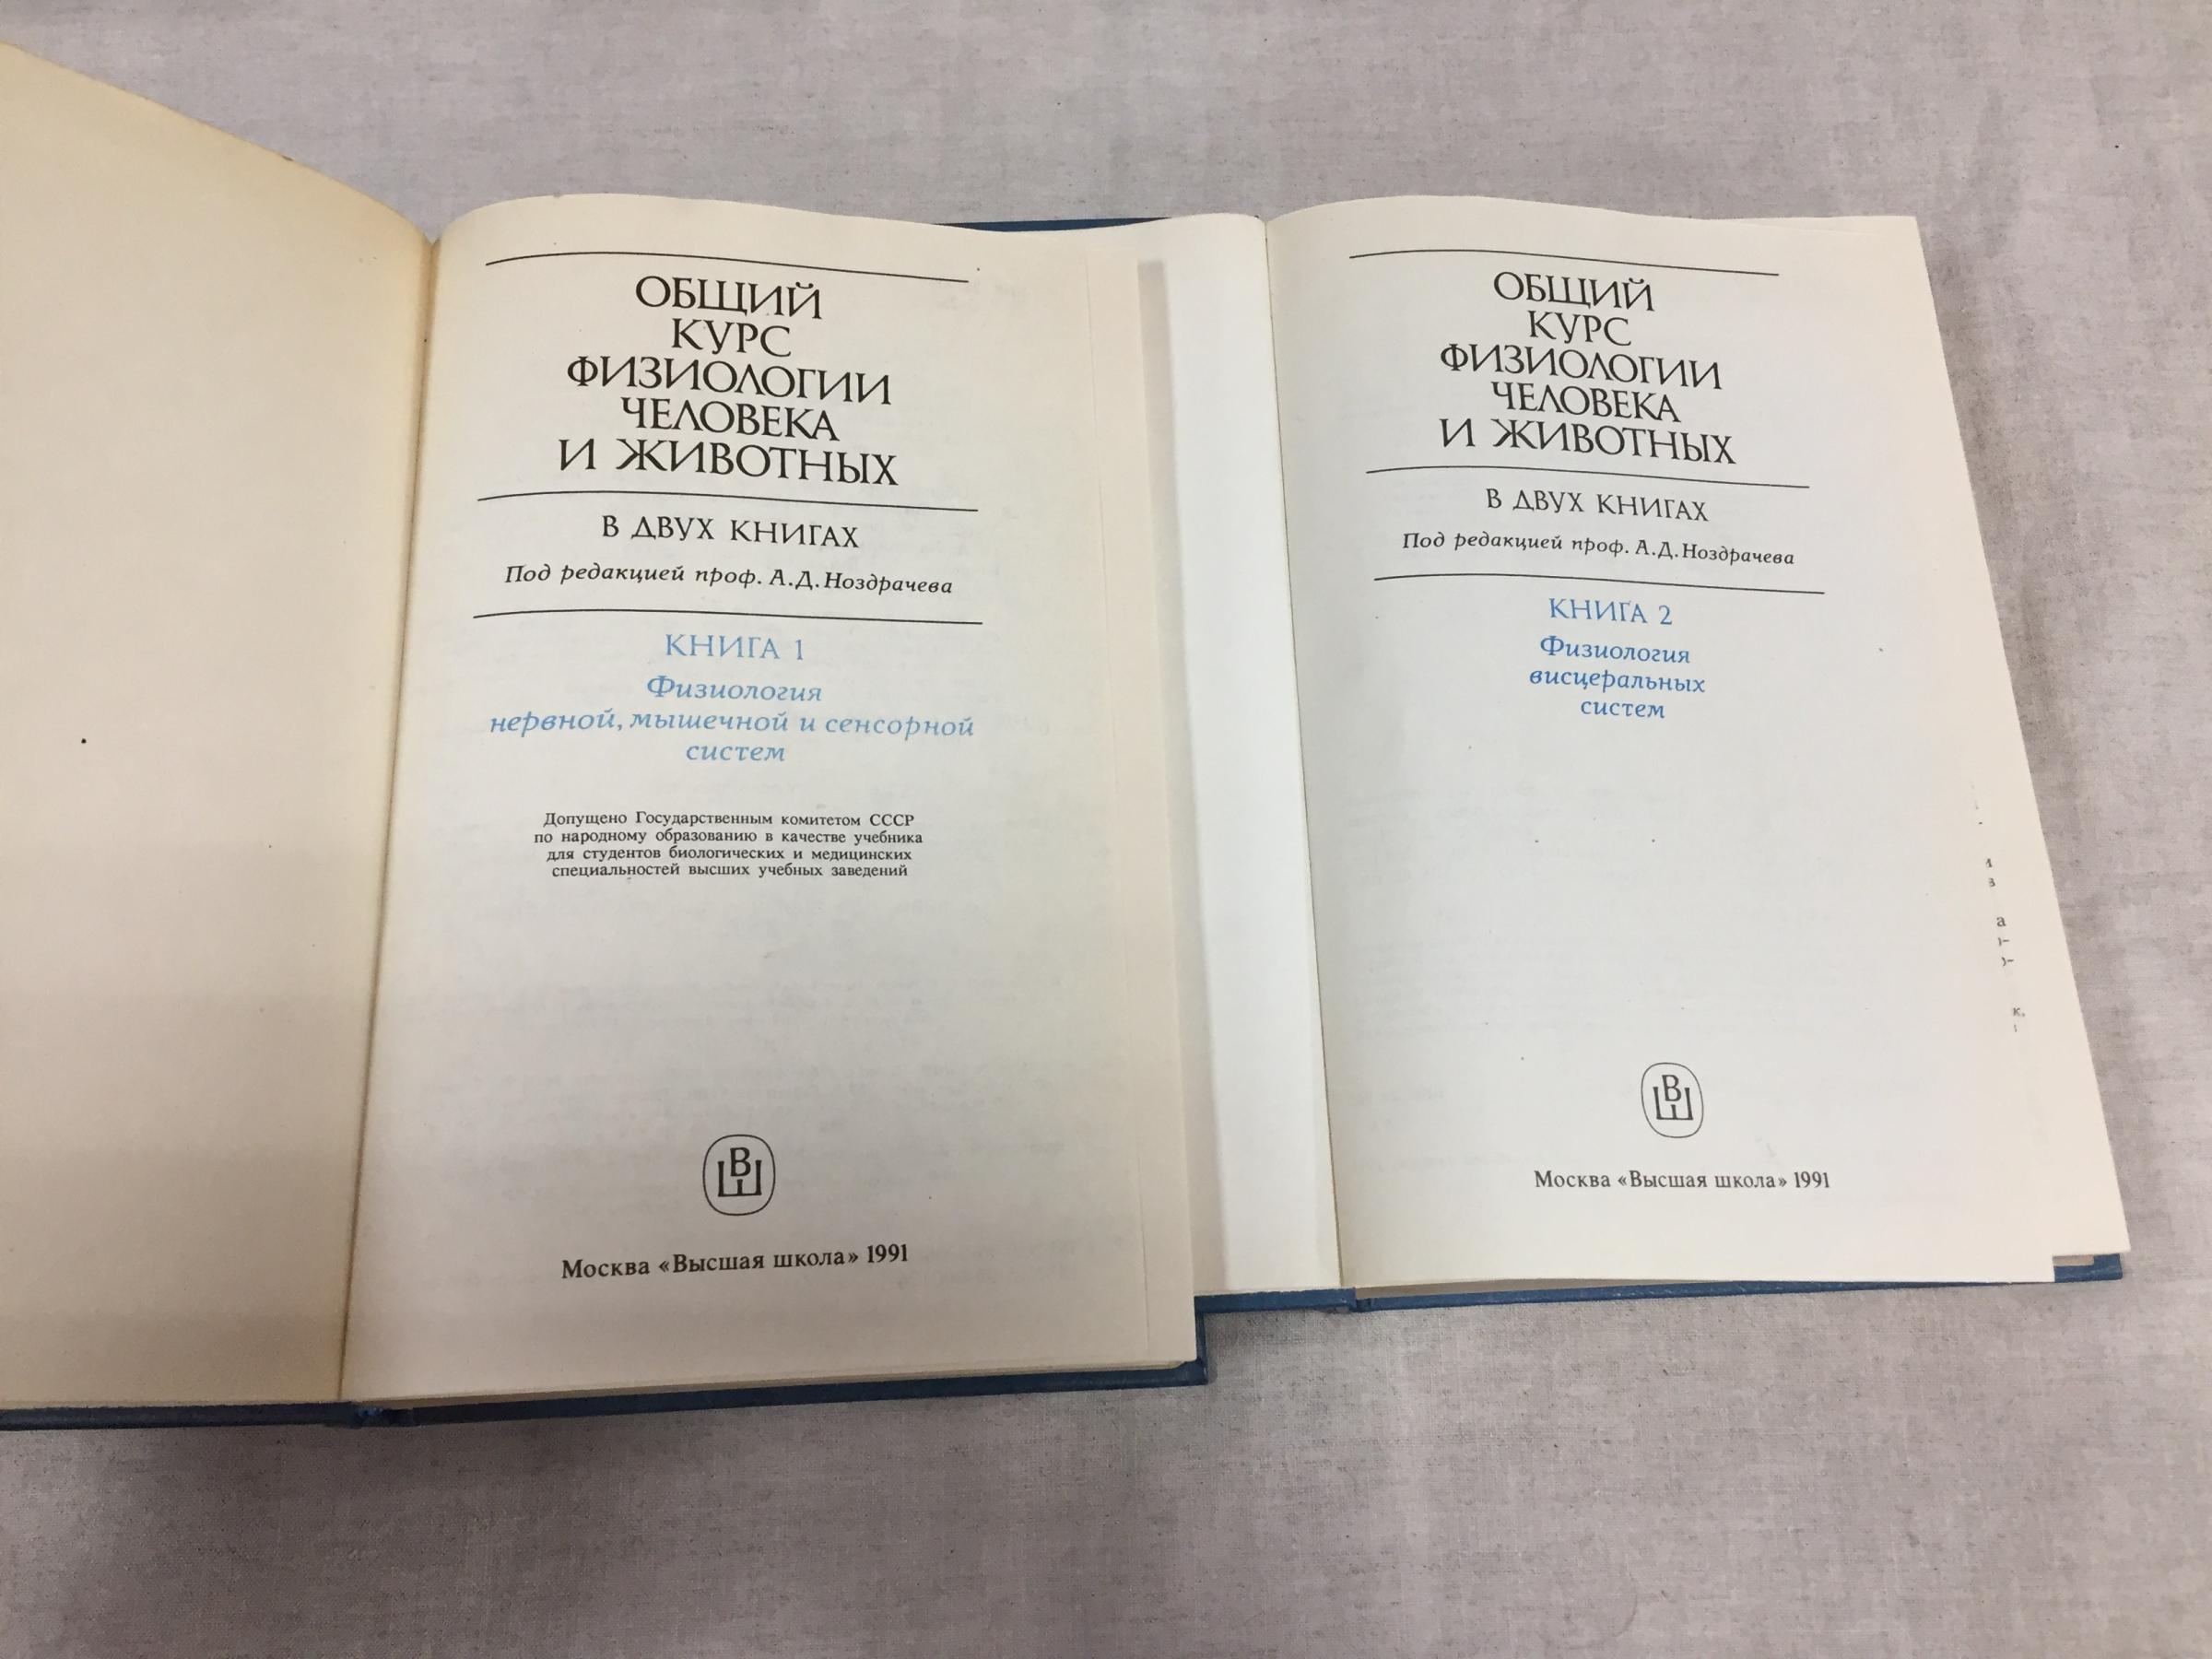 ОБЩИЙ
КУРС
ФИЗИОЛОГИИ
ЧЕЛОВЕКА
И ЖИВОТНЫХ
В ДВУХ КНИГАХ
Под редакцией проф. А.Д.Ноздрачева
КНИГА 1
Физиология
нервной, мышечной и сенсорной
систем
Допущено Государственным комитетом СССР
по народному образованию в качестве учебника
для студентов биологических и медицинских
специальностей высших учебных заведений
ВШ
Москва «Высшая школа» 1991
ОБЩИЙ
КУРС
ФИЗИОЛОГИИ
ЧЕЛОВЕКА
И ЖИВОТНЫХ
В ДВУХ КНИГАХ
Под редакцией проф. А.Д.Ноздрачева
КНИГА 2
Физиология
висцеральных
систем
ВШ
Москва «Высшая школа» 1991